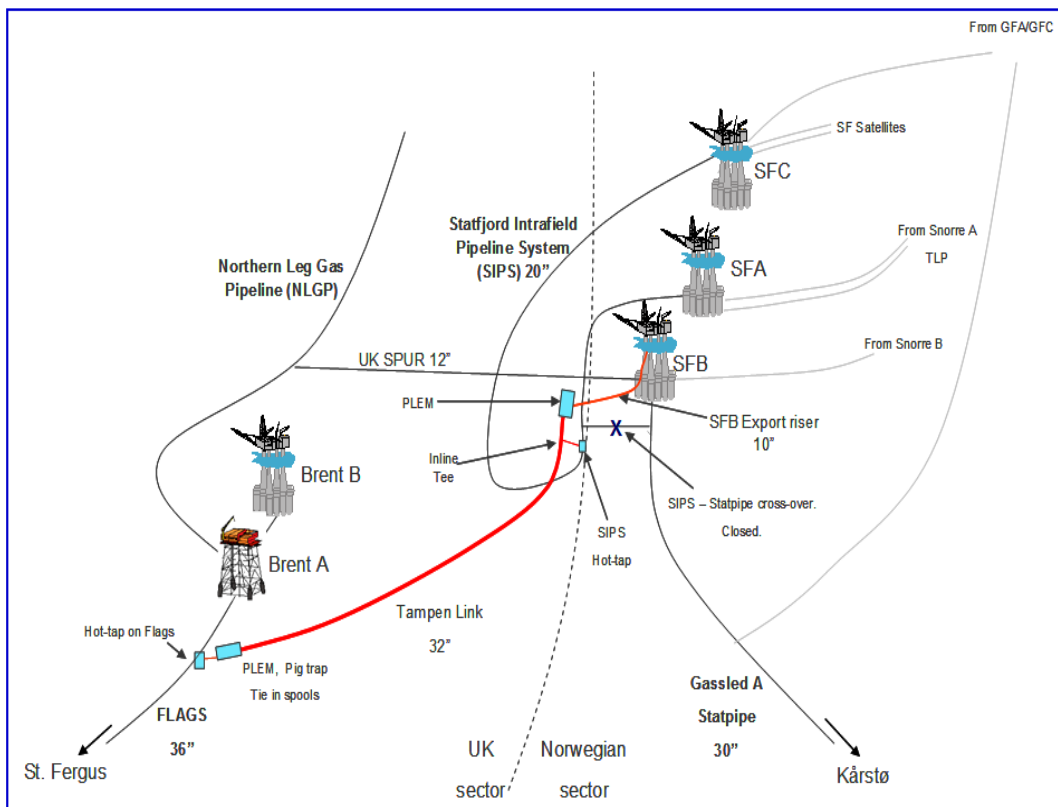 From GFA/GFC
SF Satellites
SFC
Statfjord Intrafield
Pipeline System
(SIPS) 20”
From Snorre A
TLP
SFA
Northern Leg Gas
Pipeline (NLGP)
SFB
From Snorre B
UK SPUR 12”
PLEM
SFB Export riser
10”
X
Inline
Tee
Brent B
SIPS – Statpipe cross-over.
Closed.
SIPS
Hot-tap
Brent A
Tampen Link
32”
Hot-tap on Flags
PLEM, Pig trap
Tie in spools
FLAGS
36”
Gassled A
Statpipe
30”
St. Fergus
UK
sector
Norwegian
sector
Kårstø